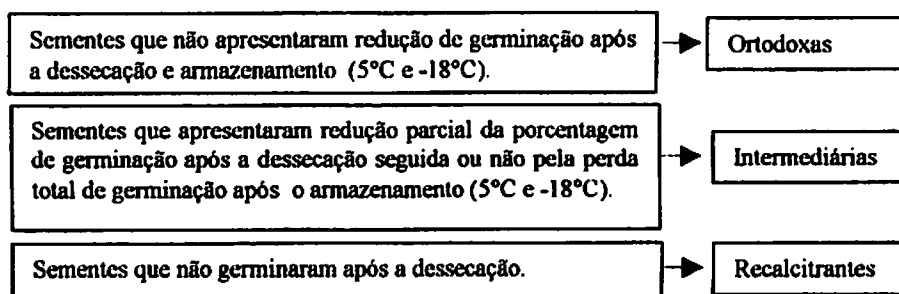 Sementes que não apresentaram redução de germinação após
a dessecação e armazenamento (5°C e -18°C).
Ortodoxas
Sementes que apresentaram redução parcial da porcentagem
de germinação após a dessecação seguida ou não pela perda
total de germinação após o armazenamento (5°C e -18°C).
Intermediárias
Sementes que não germinaram após a dessecação.
Recalcitrantes